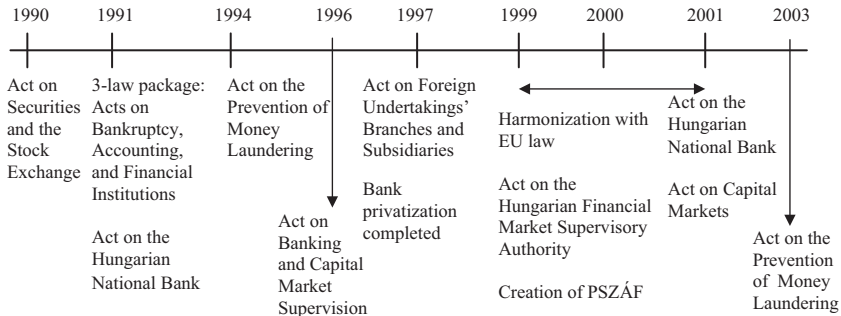 1990 1991 1994 1996 1997 1999 2000 2001 2003
Act on
Securities
and the
Stock
Exchange
3-law package:
Acts on
Bankruptcy,
Accounting,
and Financial
Institutions
Act on the
Hungarian
National Bank
Act on the
Prevention of
Money
Laundering
Act on
Banking
and Capital
Market
Supervision
Act on Foreign
Undertakings’
Branches and
Subsidiaries
Bank
privatization
completed
Harmonization with
EU law
Act on the
Hungarian Financial
Market Supervisory
Authority
Creation of PSZÁF
Act on the
Hungarian
National Bank
Act on Capital
Markets
Act on the
Prevention
of Money
Laundering